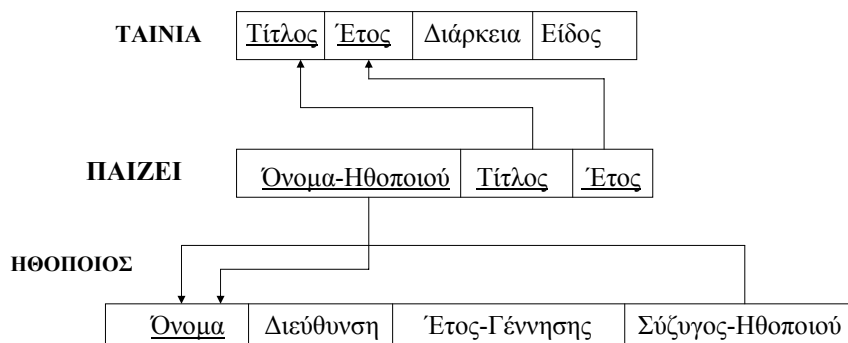 ΤΑΙΝΙΑ Τίτλος Έτος Διάρκεια Είδος
ΠΑΙΖΕΙ Όνομα-Ηθοποιού Τίτλος Έτος
ΗΘΟΠΟΙΟΣ
Όνομα Διεύθυνση Έτος-Γέννησης Σύζυγος-Ηθοποιού